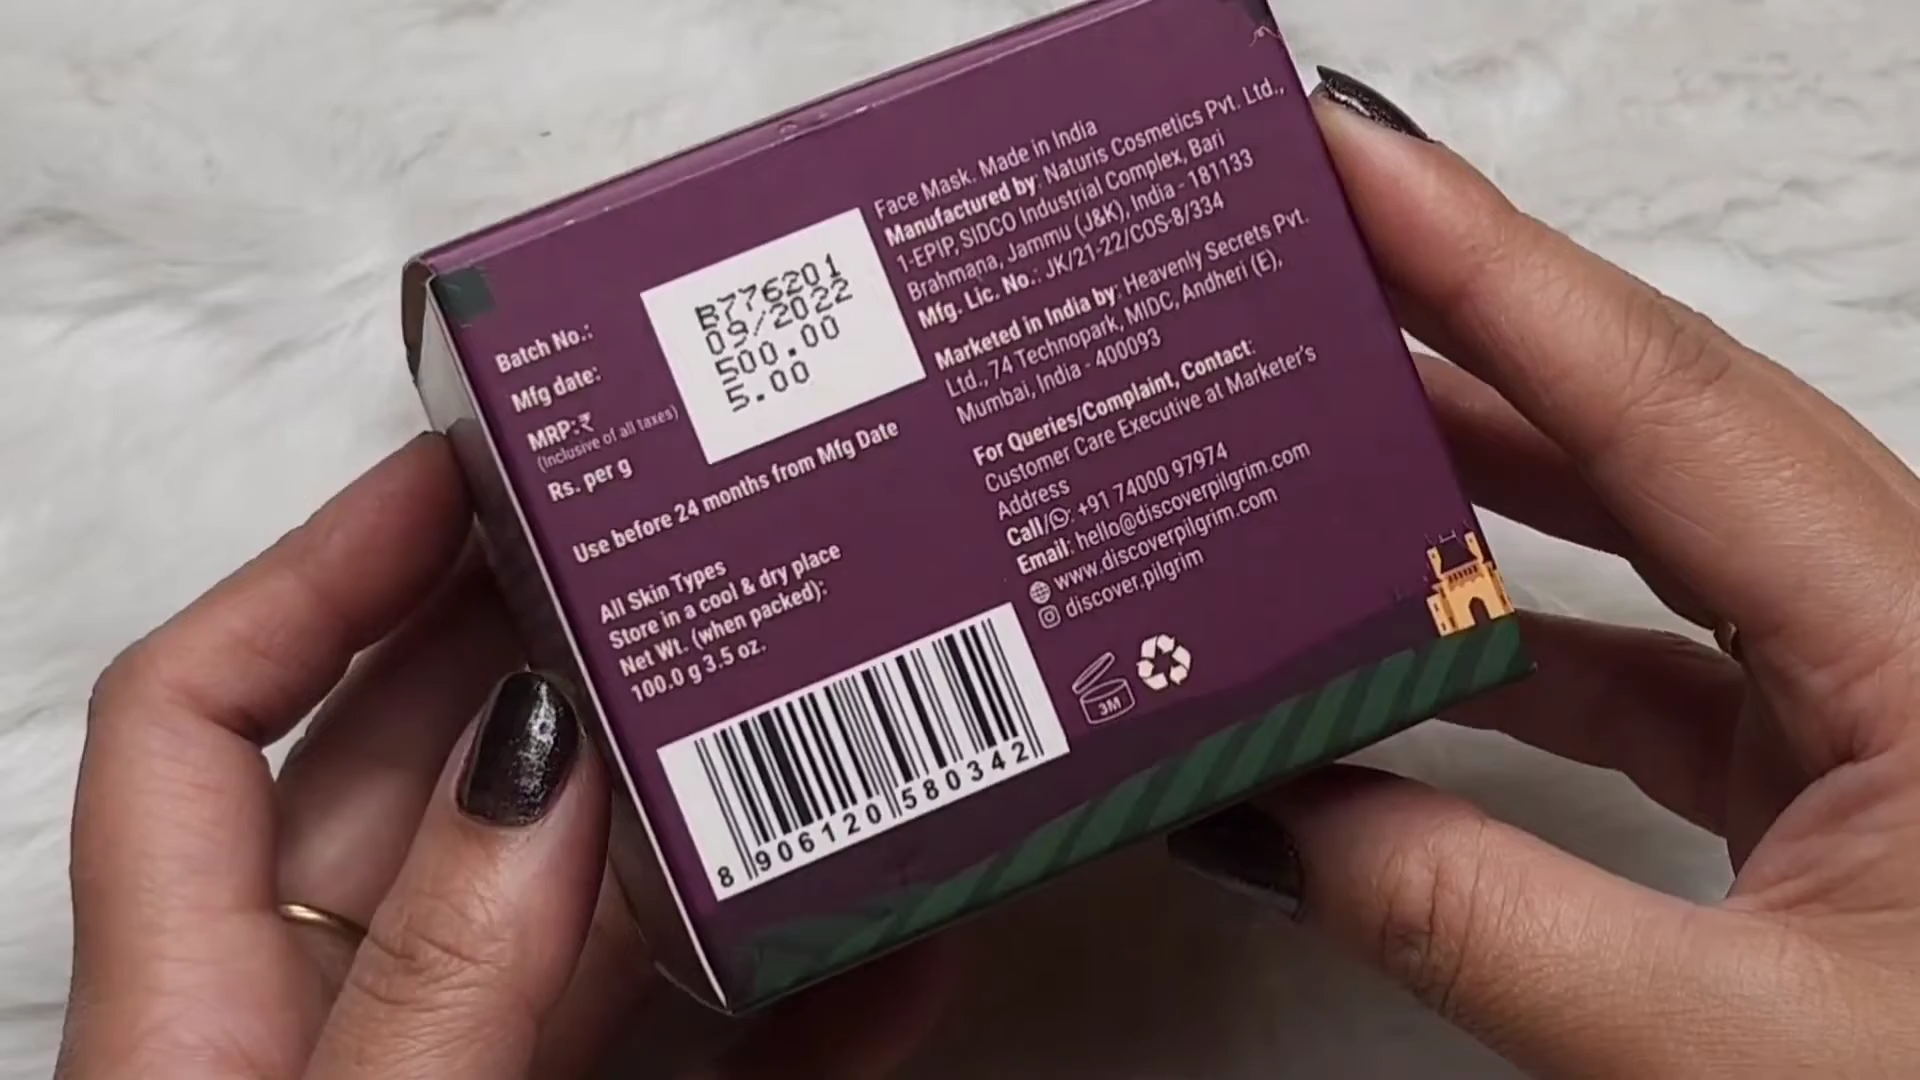 Batch No.:
Mfg date:
MRP:₹
(Inclusive of all taxes)
Rs. per g
B776201
09/2022
500.00
5.00
Use before 24 months from Mfg Date
All Skin Types
Store in a cool & dry place
Net Wt. (when packed):
100.0 g 3.5 oz.
8 906120 580342
Face Mask. Made in India
Manufactured by: Naturis Cosmetics Pvt. Ltd.,
1-EPIP, SIDCO Industrial Complex, Bari
Brahmana, Jammu (J&K), India - 181133
Mfg. Lic. No.: JK/21-22/COS-8/334
Marketed in India by: Heavenly Secrets Pvt.
Ltd., 74 Technopark, MIDC, Andheri (E),
Mumbai, India - 400093
For Queries/Complaint, Contact:
Customer Care Executive at Marketer's
Address
Call/: +91 74000 97974
Email: hello@discoverpilgrim.com
www.discoverpilgrim.com
discover.pilgrim
3M